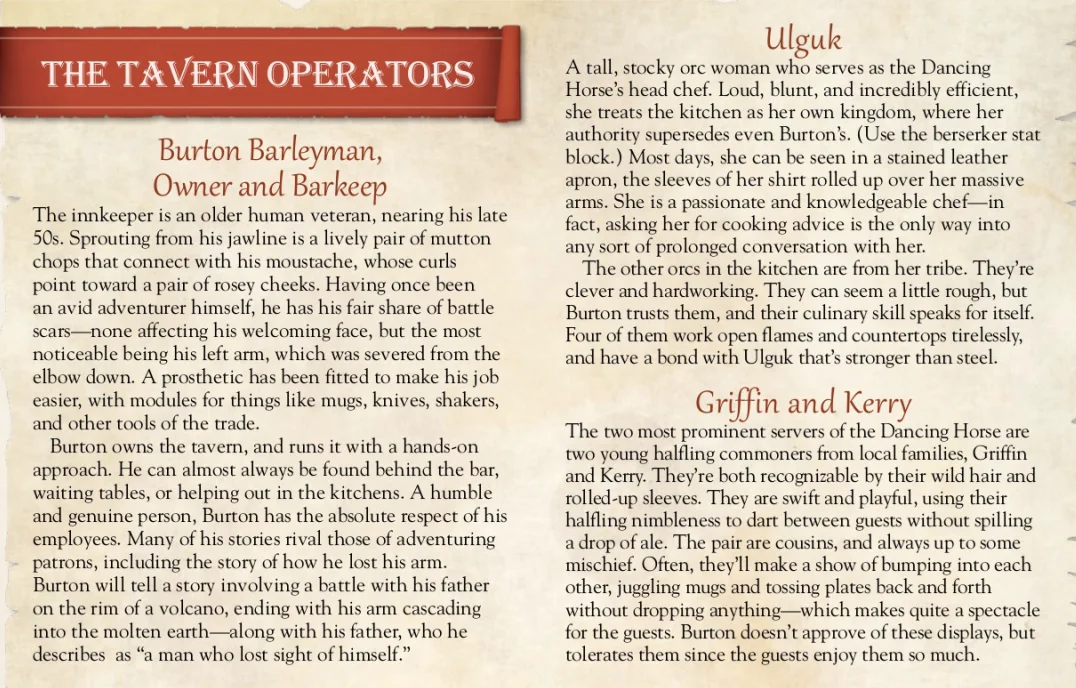 THE TAVERN OPERATORS
Burton Barleyman,
Owner and Barkeep
The innkeeper is an older human veteran, nearing his late
50s. Sprouting from his jawline is a lively pair of mutton
chops that connect with his moustache, whose curls
point toward a pair of rosey cheeks. Having once been
an avid adventurer himself, he has his fair share of battle
scars—none affecting his welcoming face, but the most
noticeable being his left arm, which was severed from the
elbow down. A prosthetic has been fitted to make his job
easier, with modules for things like mugs, knives, shakers,
and other tools of the trade.
Burton owns the tavern, and runs it with a hands-on
approach. He can almost always be found behind the bar,
waiting tables, or helping out in the kitchens. A humble
and genuine person, Burton has the absolute respect of his
employees. Many of his stories rival those of adventuring
patrons, including the story of how he lost his arm.
Burton will tell a story involving a battle with his father
on the rim of a volcano, ending with his arm cascading
into the molten earth—along with his father, who he
describes as “a man who lost sight of himself.”
Ulguk
A tall, stocky orc woman who serves as the Dancing
Horse’s head chef. Loud, blunt, and incredibly efficient,
she treats the kitchen as her own kingdom, where her
authority supersedes even Burton’s. (Use the berserker stat
block.) Most days, she can be seen in a stained leather
apron, the sleeves of her shirt rolled up over her massive
arms. She is a passionate and knowledgeable chef—in
fact, asking her for cooking advice is the only way into
any sort of prolonged conversation with her.
The other orcs in the kitchen are from her tribe. They’re
clever and hardworking. They can seem a little rough, but
Burton trusts them, and their culinary skill speaks for itself.
Four of them work open flames and countertops tirelessly,
and have a bond with Ulguk that’s stronger than steel.
Griffin and Kerry
The two most prominent servers of the Dancing Horse are
two young halfling commoners from local families, Griffin
and Kerry. They’re both recognizable by their wild hair and
rolled-up sleeves. They are swift and playful, using their
halfling nimbleness to dart between guests without spilling
a drop of ale. The pair are cousins, and always up to some
mischief. Often, they’ll make a show of bumping into each
other, juggling mugs and tossing plates back and forth
without dropping anything—which makes quite a spectacle
for the guests. Burton doesn’t approve of these displays, but
tolerates them since the guests enjoy them so much.